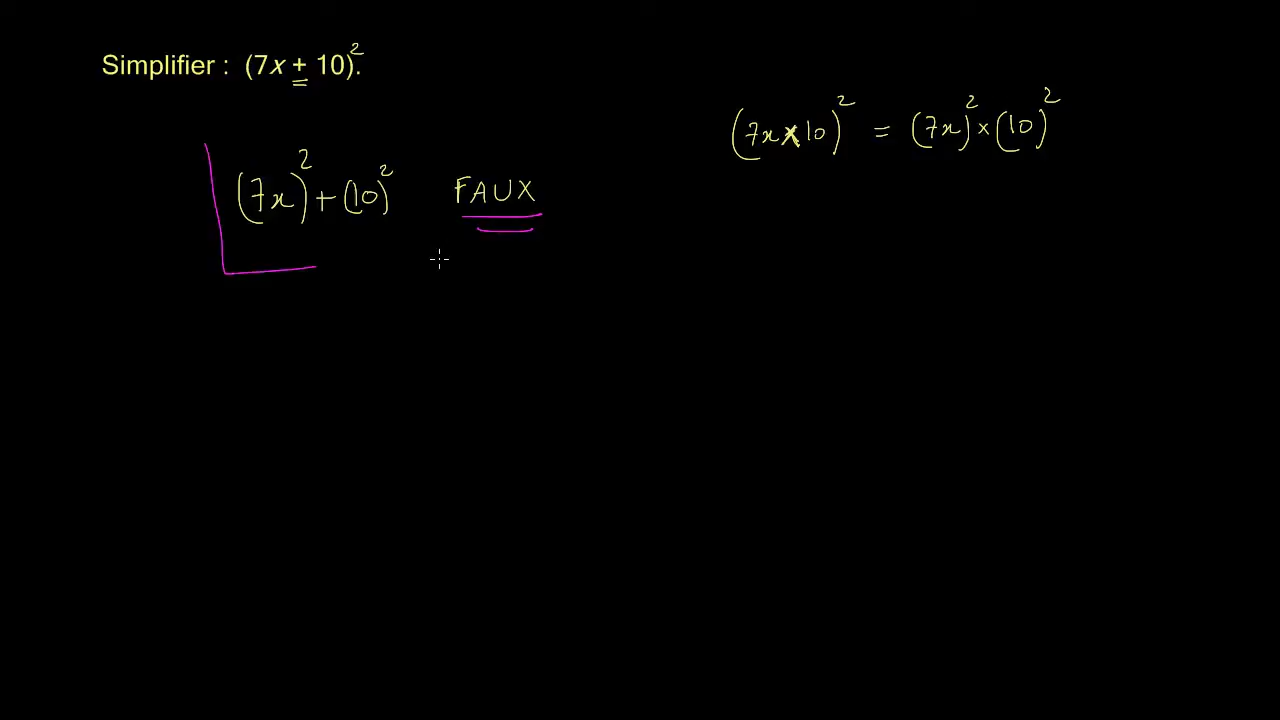 Simplifier : (7x + 10)².
(7x × 10)² = (7x)² × (10)²
(7x)² + (10)² FAUX